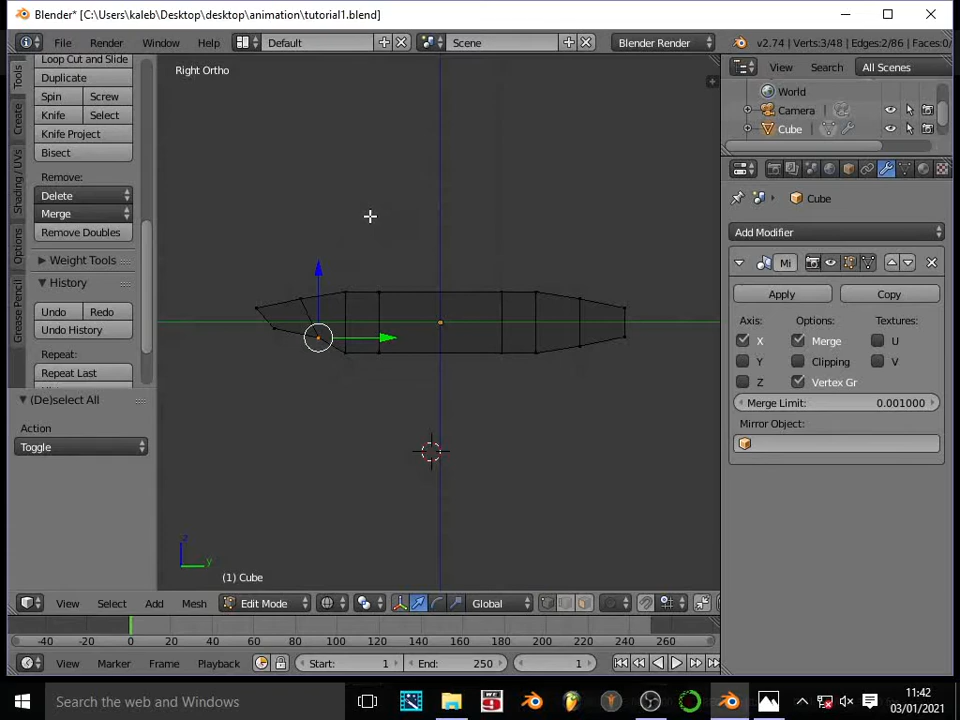 Blender* [C:\Users\kaleb\Desktop\desktop\animation\tutorial1.blend]
File Render Window Help Default Scene Blender Render v2.74 | Verts:3/48 | Edges:2/86 | Faces:0/
Loop Cut and Slide
Duplicate
Spin Screw
Knife Select
Knife Project
Bisect
Remove:
Delete
Merge
Remove Doubles
Weight Tools
History
Undo Redo
Undo History
Repeat:
Repeat Last
(De)select All
Action
Toggle
Tools
Create
Shading / UVs
Options
Grease Pencil
Right Ortho
z
y
(1) Cube
View Select Add Mesh Edit Mode Global
-40 -20 0 20 40 60 80 100 120 140 160 180 200 220 240 260
View Marker Frame Playback Start: 1 End: 250 1
View Search All Scenes
World
Camera
Cube
Cube
Add Modifier
Mi
Apply Copy
Axis: Options: Textures:
X Merge U
Y Clipping V
Z Vertex Gr
Merge Limit: 0.001000
Mirror Object:
Search the web and Windows
11:42
03/01/2021